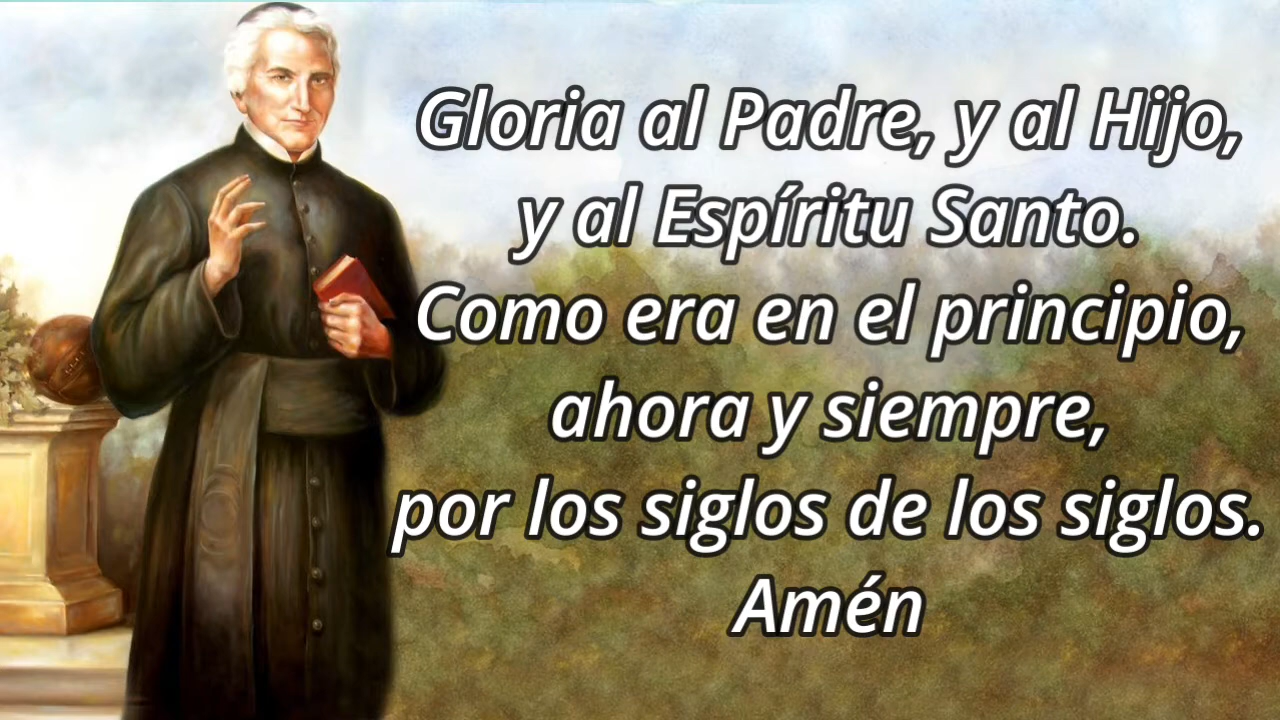 Gloria al Padre, y al Hijo,
y al Espíritu Santo.
Como era en el principio,
ahora y siempre,
por los siglos de los siglos.
Amén